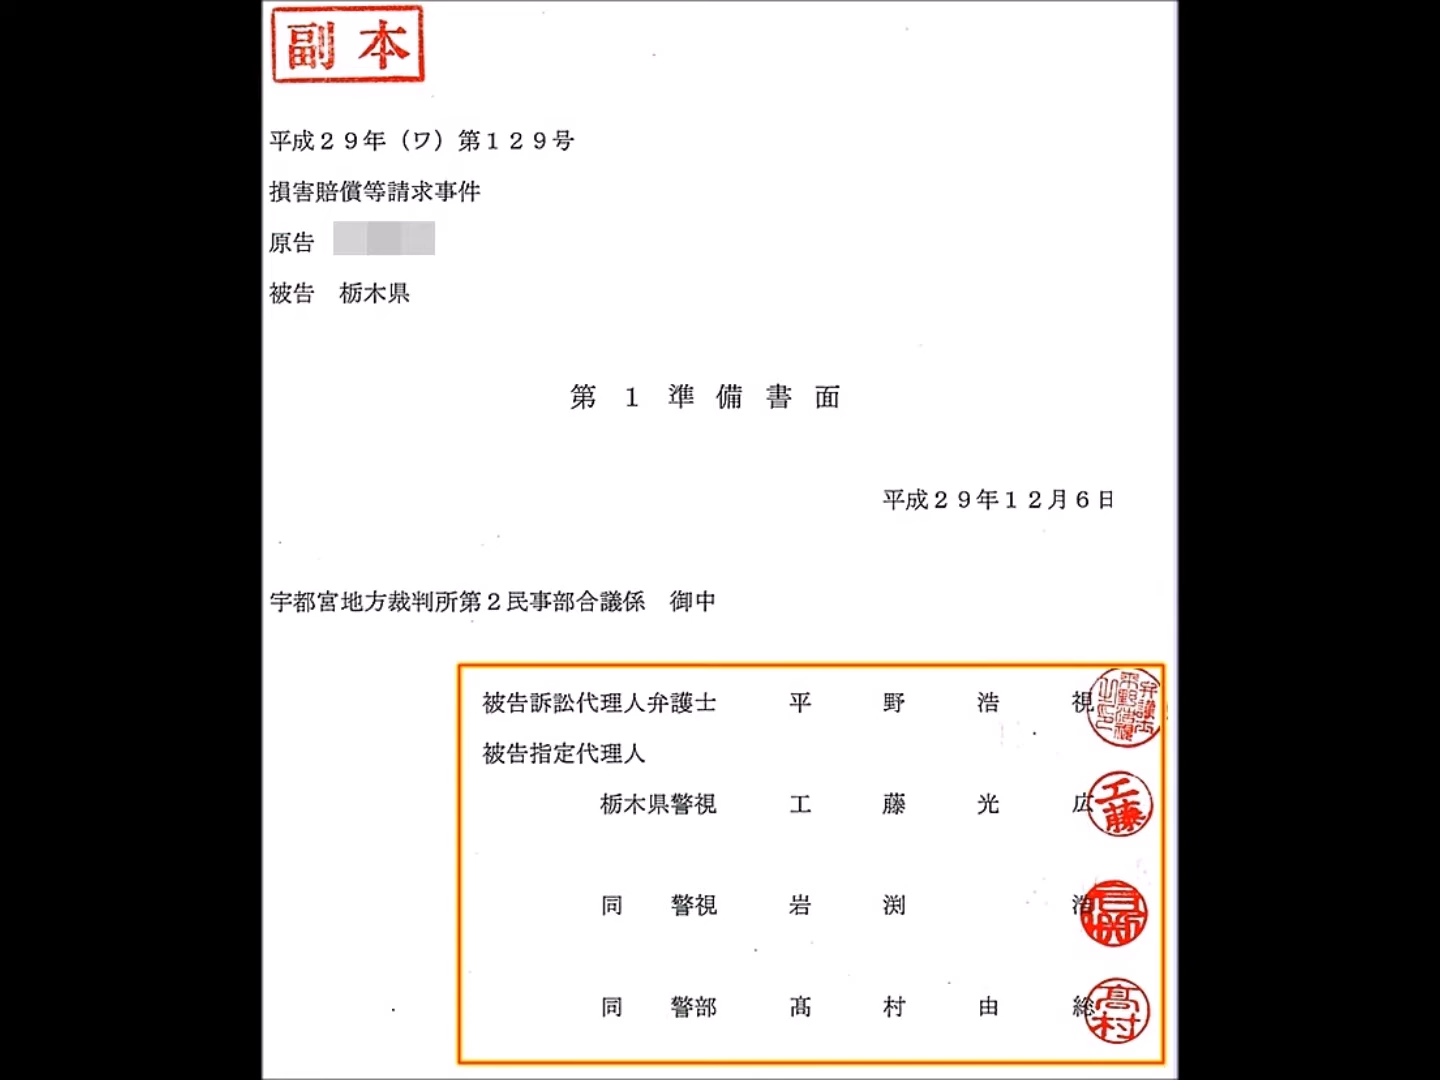 副本
平成２９年（ワ）第１２９号
損害賠償等請求事件
原告
被告　栃木県
第１準備書面
平成２９年１２月６日
宇都宮地方裁判所第２民事部合議係　御中
被告訴訟代理人弁護士　平野浩視
被告指定代理人
栃木県警視　工藤光広
工藤
同　警視　岩渕　浩
同　警部　髙村由総
髙村